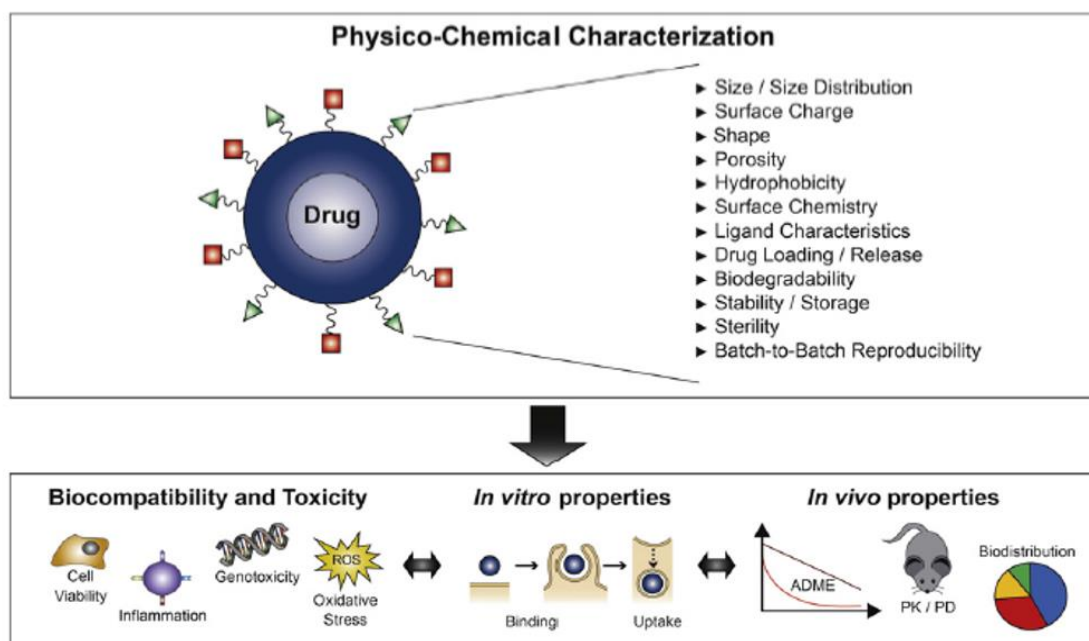 Physico-Chemical Characterization
Drug
► Size / Size Distribution
► Surface Charge
► Shape
► Porosity
► Hydrophobicity
► Surface Chemistry
► Ligand Characteristics
► Drug Loading / Release
► Biodegradability
► Stability / Storage
► Sterility
► Batch-to-Batch Reproducibility
Biocompatibility and Toxicity
Cell
Viability
Inflammation
Genotoxicity
ROS
Oxidative
Stress
In vitro properties
Binding
Uptake
In vivo properties
ADME
PK / PD
Biodistribution